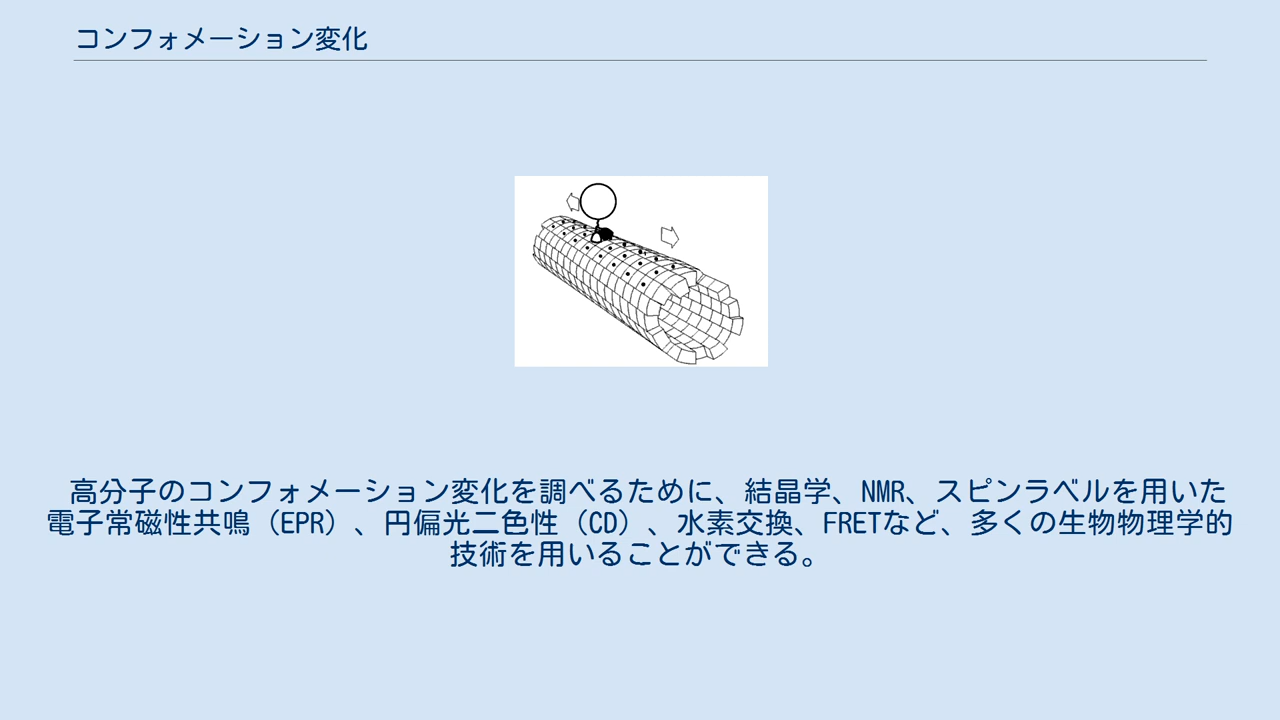 コンフォメーション変化
高分子のコンフォメーション変化を調べるために、結晶学、NMR、スピンラベルを用いた
電子常磁性共鳴（EPR）、円偏光二色性（CD）、水素交換、FRETなど、多くの生物物理学的
技術を用いることができる。